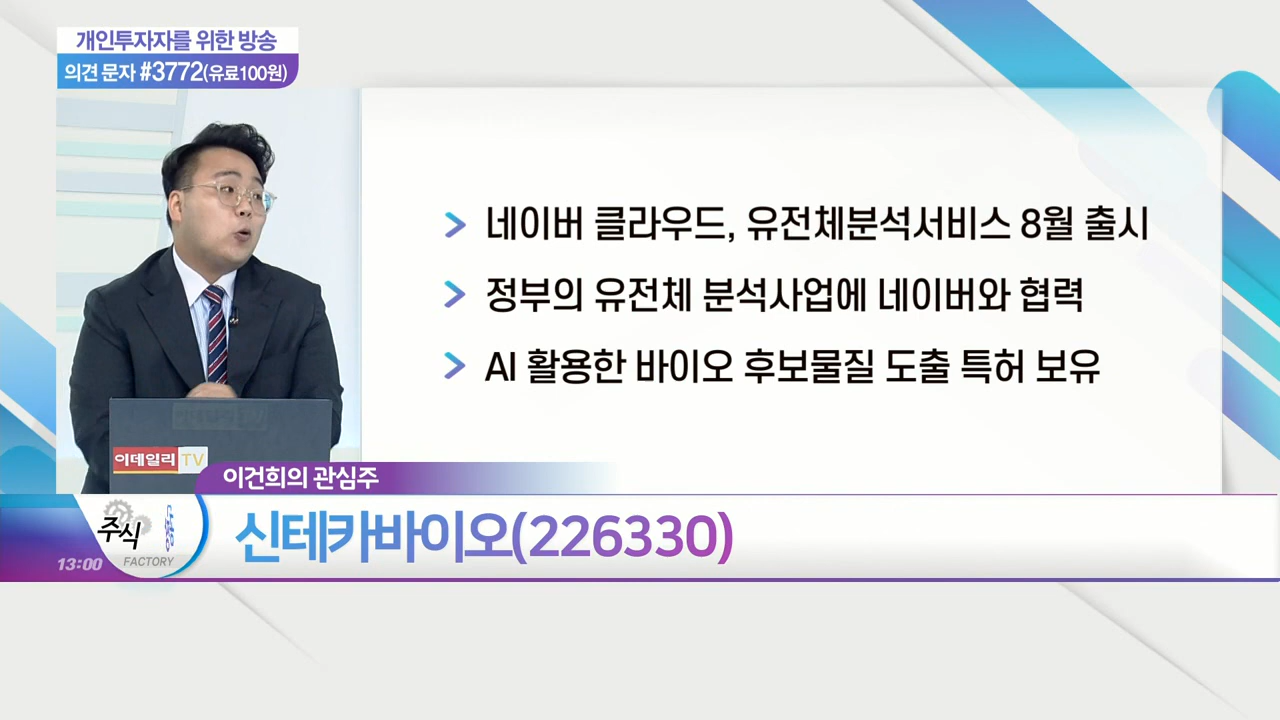 개인투자자를 위한 방송
의견 문자 #3772(유료100원)
네이버 클라우드, 유전체분석서비스 8월 출시
정부의 유전체 분석사업에 네이버와 협력
AI 활용한 바이오 후보물질 도출 특허 보유
이데일리TV
이건희의 관심주
주식
FACTORY
13:00
신테카바이오(226330)